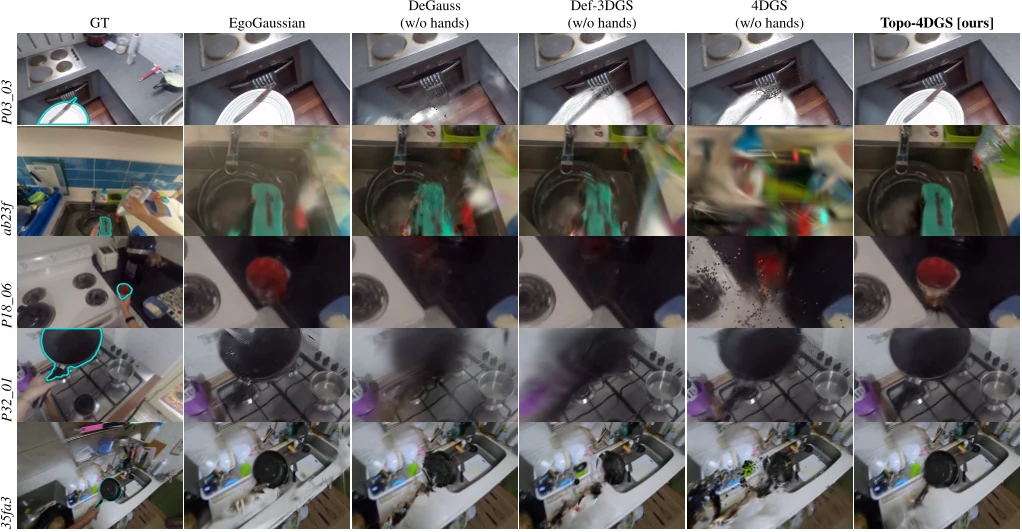 GT
EgoGaussian
DeGauss
(w/o hands)
Def-3DGS
(w/o hands)
4DGS
(w/o hands)
Topo-4DGS [ours]
P03_03
ab23f
P18_06
P32_01
35fa3